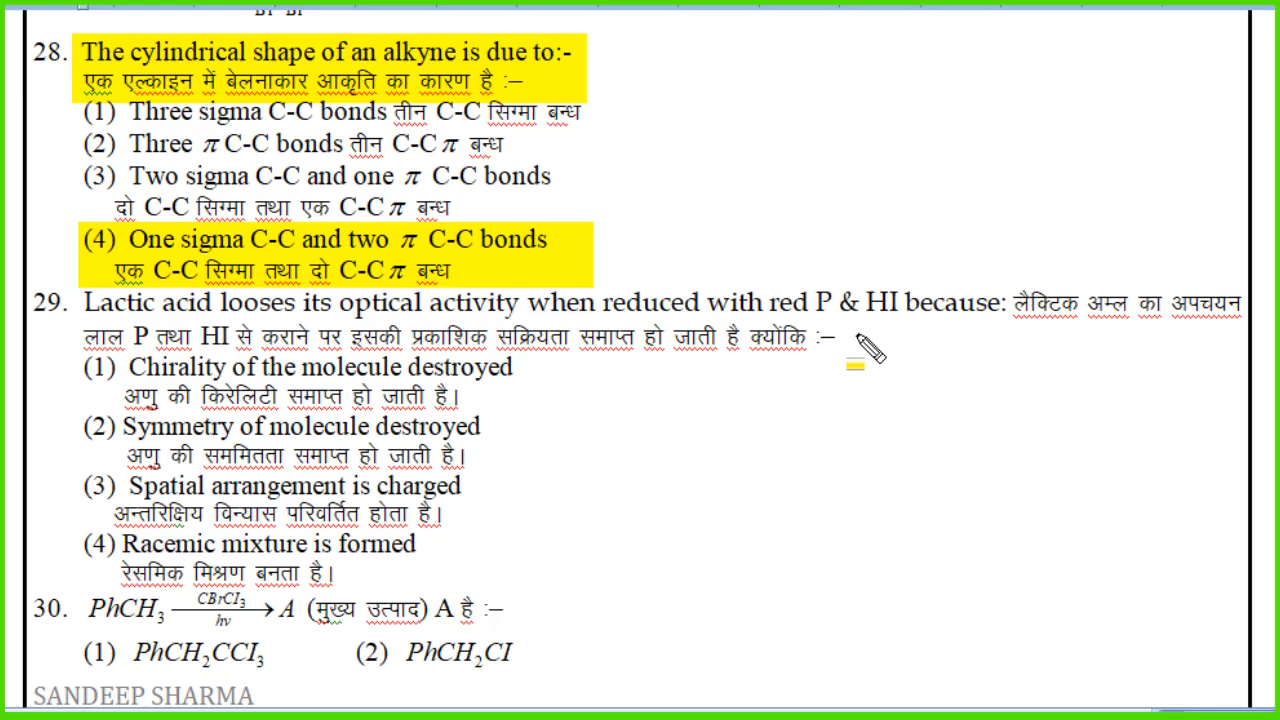 28. The cylindrical shape of an alkyne is due to:-
एक एल्काइन में बेलनाकार आकृति का कारण है :–
(1) Three sigma C-C bonds तीन C-C सिग्मा बन्ध
(2) Three π C-C bonds तीन C-C π बन्ध
(3) Two sigma C-C and one π C-C bonds
दो C-C सिग्मा तथा एक C-C π बन्ध
(4) One sigma C-C and two π C-C bonds
एक C-C सिग्मा तथा दो C-C π बन्ध
29. Lactic acid looses its optical activity when reduced with red P & HI because: लैक्टिक अम्ल का अपचयन
लाल P तथा HI से कराने पर इसकी प्रकाशिक सक्रियता समाप्त हो जाती है क्योंकि :–
(1) Chirality of the molecule destroyed
अणु की किरेलिटी समाप्त हो जाती है।
(2) Symmetry of molecule destroyed
अणु की सममितता समाप्त हो जाती है।
(3) Spatial arrangement is charged
अन्तरिक्षिय विन्यास परिवर्तित होता है।
(4) Racemic mixture is formed
रेसमिक मिश्रण बनता है।
30. PhCH₃ —CBrCI₃/hν→ A (मुख्य उत्पाद) A है :–
(1) PhCH₂CCI₃ (2) PhCH₂CI
SANDEEP SHARMA